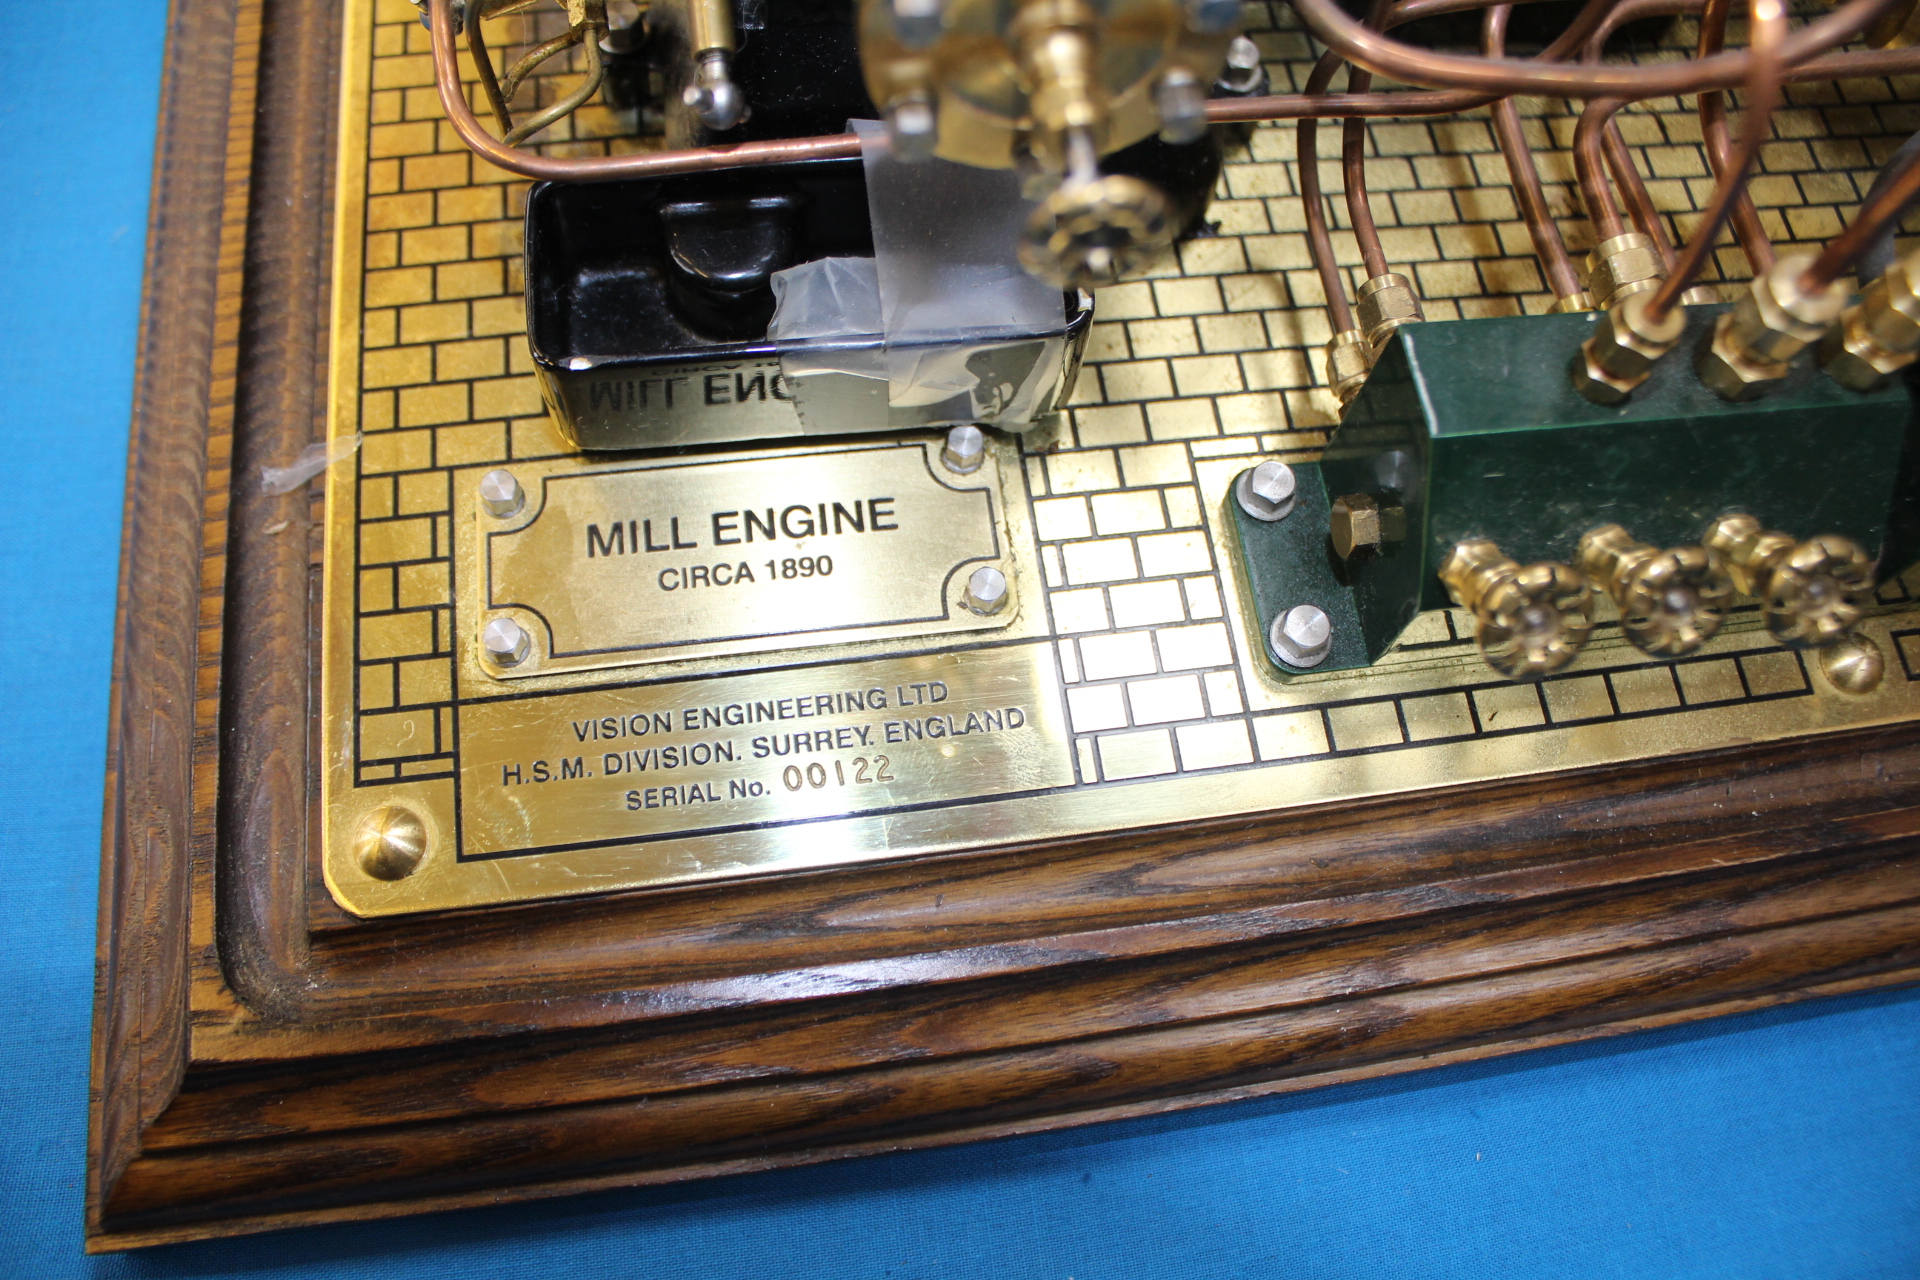 MILL ENGINE
CIRCA 1890
VISION ENGINEERING LTD
H.S.M. DIVISION. SURREY. ENGLAND
SERIAL No. 00122